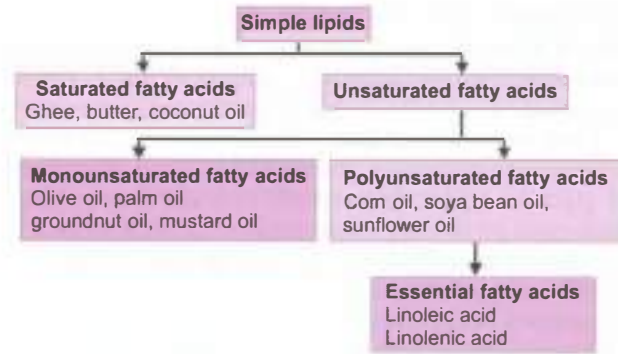 Simple lipids
Saturated fatty acids
Ghee, butter, coconut oil
Unsaturated fatty acids
Monounsaturated fatty acids
Olive oil, palm oil
groundnut oil, mustard oil
Polyunsaturated fatty acids
Corn oil, soya bean oil,
sunflower oil
Essential fatty acids
Linoleic acid
Linolenic acid